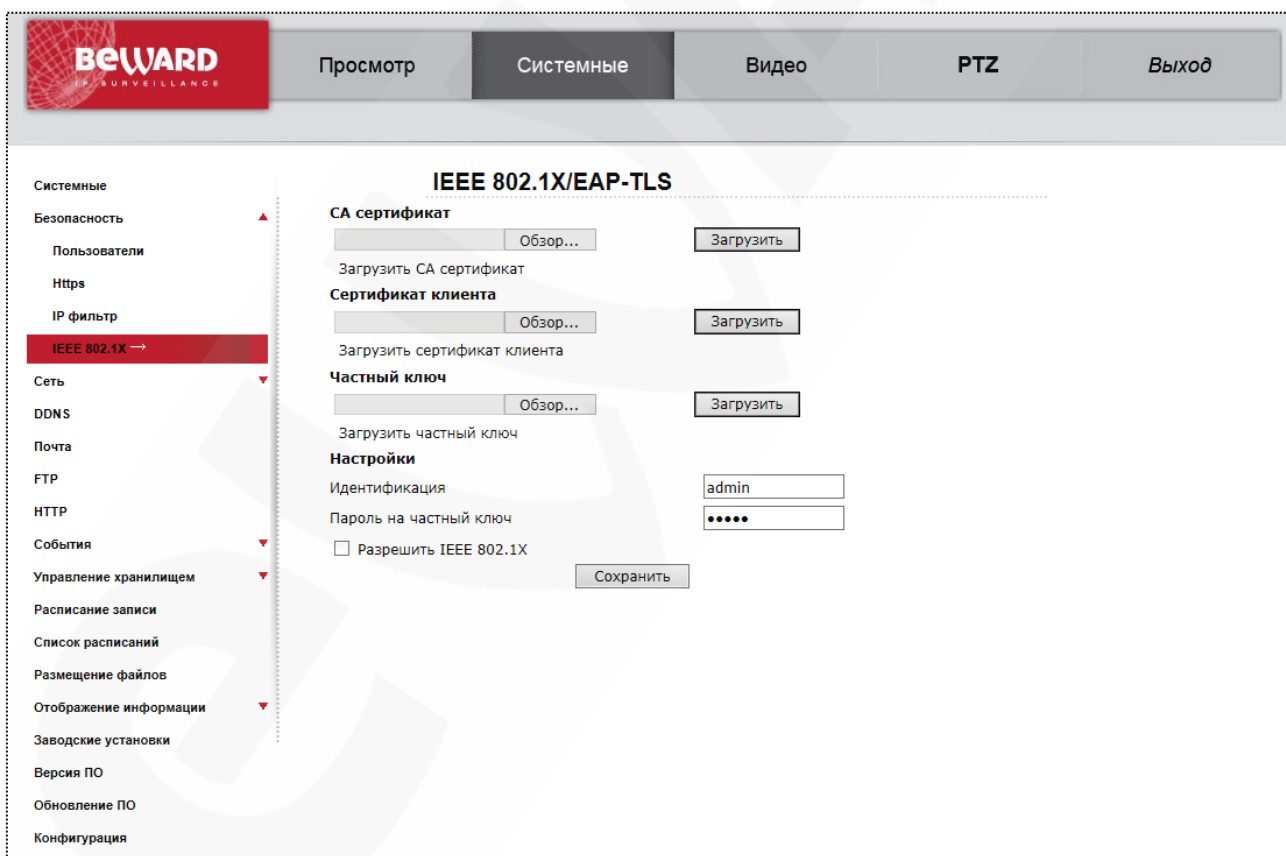 BEWARD
IP SURVEILLANCE
Просмотр
Системные
Видео
PTZ
Выход
Системные
Безопасность
Пользователи
Https
IP фильтр
IEEE 802.1X →
Сеть
DDNS
Почта
FTP
HTTP
События
Управление хранилищем
Расписание записи
Список расписаний
Размещение файлов
Отображение информации
Заводские установки
Версия ПО
Обновление ПО
Конфигурация
IEEE 802.1X/EAP-TLS
СА сертификат
Обзор... Загрузить
Загрузить СА сертификат
Сертификат клиента
Обзор... Загрузить
Загрузить сертификат клиента
Частный ключ
Обзор... Загрузить
Загрузить частный ключ
Настройки
Идентификация admin
Пароль на частный ключ •••••
Разрешить IEEE 802.1X
Сохранить